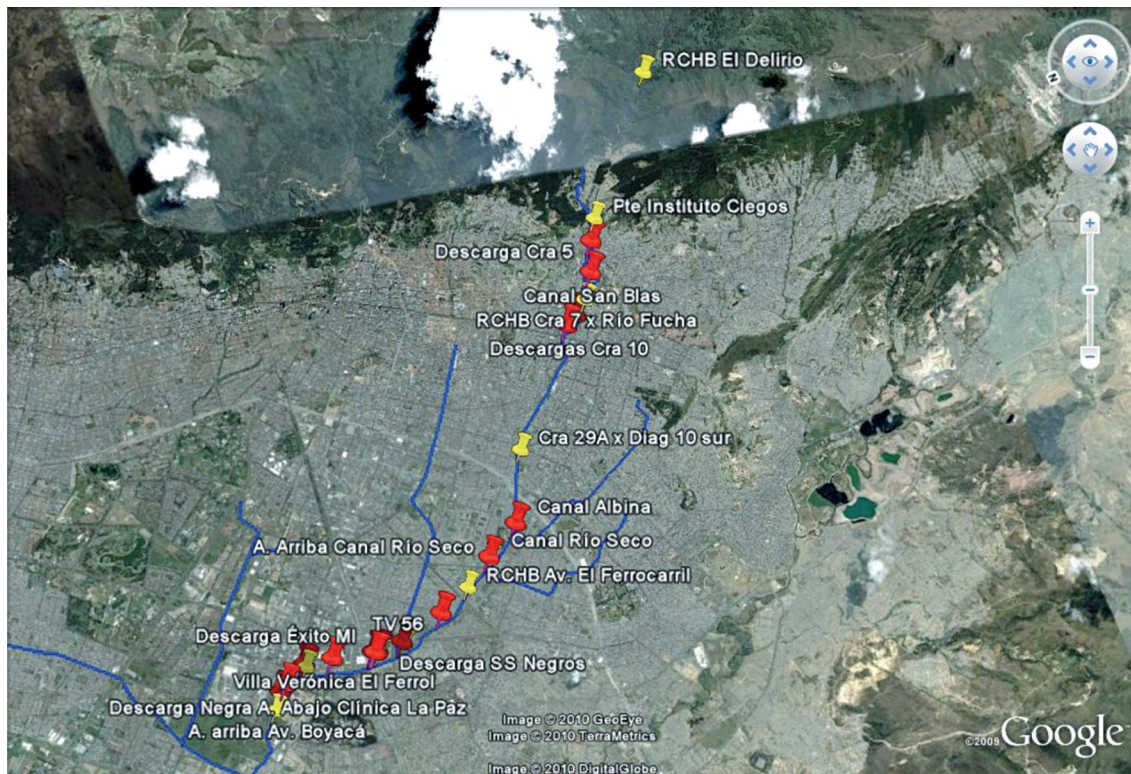 RCHB El Delirio
N
Pte Instituto Ciegos
Descarga Cra 5
Canal San Blas
RCHB Cra 7 x Río Fucha
Descargas Cra 10
Cra 29A x Diag 10 sur
Canal Albina
A. Arriba Canal Río Seco
Canal Río Seco
RCHB Av. El Ferrocarril
TV 56
Descarga Éxito MI
Descarga SS Negros
Villa Verónica El Ferrol
Descarga Negra A. Abajo Clínica La Paz
A. arriba Av. Boyacá
Image © 2010 GeoEye
Image © 2010 TerraMetrics
Image © 2010 DigitalGlobe
©2009 Google